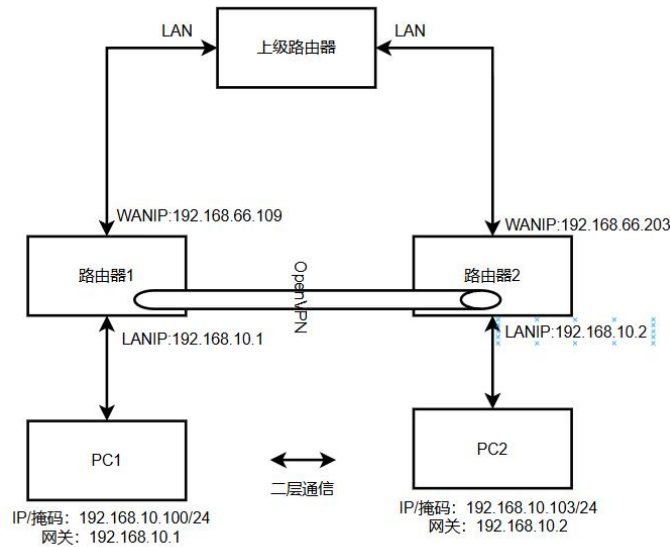 LAN
上级路由器
LAN
WANIP:192.168.66.109
WANIP:192.168.66.203
路由器1
OpenVPN
路由器2
LANIP:192.168.10.1
LANIP:192.168.10.2
PC1
PC2
二层通信
IP/掩码：192.168.10.100/24
网关：192.168.10.1
IP/掩码：192.168.10.103/24
网关：192.168.10.2